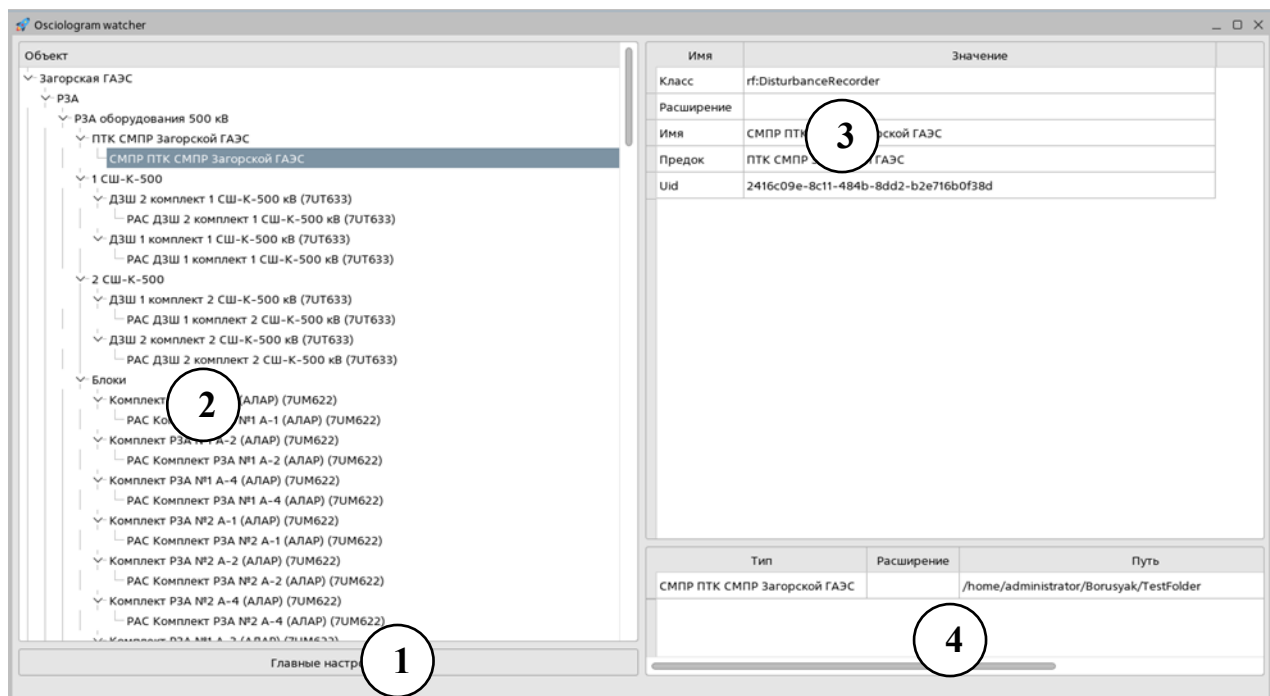 Osciologram watcher
Объект
Загорская ГАЭС
РЗА
РЗА оборудования 500 кВ
ПТК СМПР Загорской ГАЭС
СМПР ПТК СМПР Загорской ГАЭС
1 СШ-К-500
ДЗШ 2 комплект 1 СШ-К-500 кВ (7UT633)
РАС ДЗШ 2 комплект 1 СШ-К-500 кВ (7UT633)
ДЗШ 1 комплект 1 СШ-К-500 кВ (7UT633)
РАС ДЗШ 1 комплект 1 СШ-К-500 кВ (7UT633)
2 СШ-К-500
ДЗШ 1 комплект 2 СШ-К-500 кВ (7UT633)
РАС ДЗШ 1 комплект 2 СШ-К-500 кВ (7UT633)
ДЗШ 2 комплект 2 СШ-К-500 кВ (7UT633)
РАС ДЗШ 2 комплект 2 СШ-К-500 кВ (7UT633)
Блоки
Комплект (АЛАР) (7UM622)
2
РАС №1 А-1 (АЛАР) (7UM622)
Комплект РЗА №1 А-2 (АЛАР) (7UM622)
РАС Комплект РЗА №1 А-2 (АЛАР) (7UM622)
Комплект РЗА №1 А-4 (АЛАР) (7UM622)
РАС Комплект РЗА №1 А-4 (АЛАР) (7UM622)
Комплект РЗА №2 А-1 (АЛАР) (7UM622)
РАС Комплект РЗА №2 А-1 (АЛАР) (7UM622)
Комплект РЗА №2 А-2 (АЛАР) (7UM622)
РАС Комплект РЗА №2 А-2 (АЛАР) (7UM622)
Комплект РЗА №2 А-4 (АЛАР) (7UM622)
РАС Комплект РЗА №2 А-4 (АЛАР) (7UM622)
Главные
1
Имя Значение
Класс rf:DisturbanceRecorder
Расширение
Имя СМПР ГАЭС
3
Предок ПТК СМПР ГАЭС
Uid 2416c09e-8c11-484b-8dd2-b2e716b0f38d
Тип Расширение Путь
СМПР ПТК СМПР Загорской ГАЭС /home/administrator/Borusyak/TestFolder
4